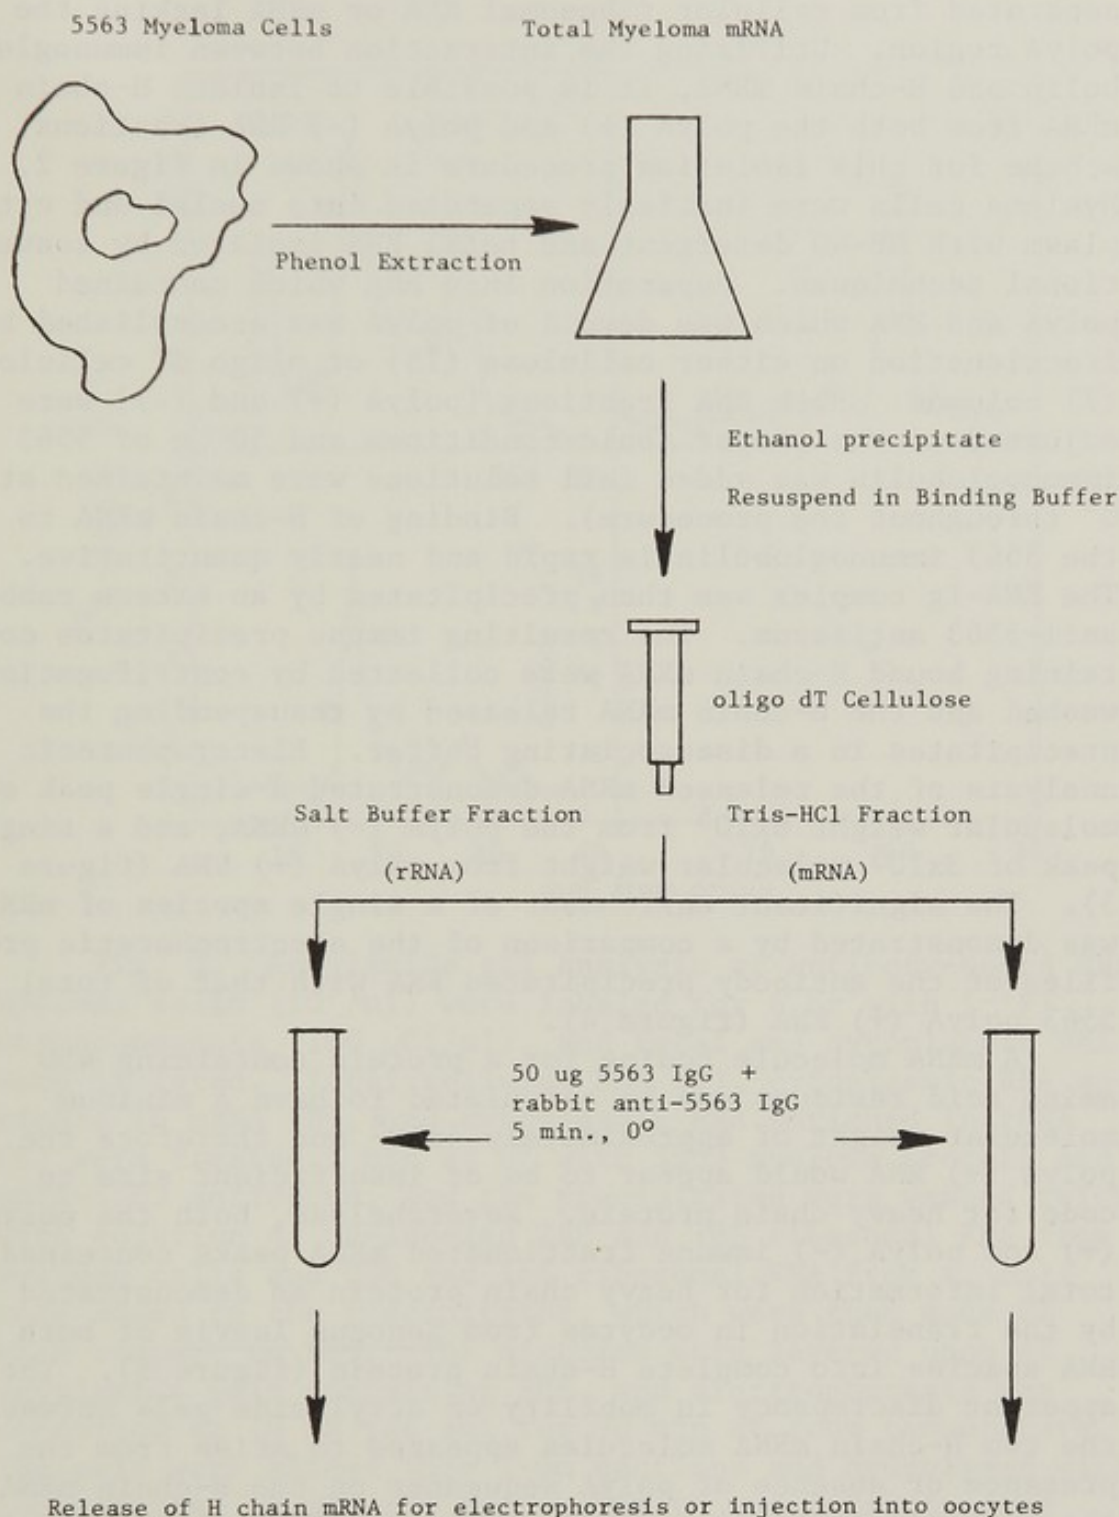 5563 Myeloma Cells
Total Myeloma mRNA
Phenol Extraction
Ethanol precipitate
Resuspend in Binding Buffer
oligo dT Cellulose
Salt Buffer Fraction
Tris-HCl Fraction
(rRNA)
(mRNA)
50 ug 5563 IgG +
rabbit anti-5563 IgG
5 min., 0°
Release of H chain mRNA for electrophoresis or injection into oocytes